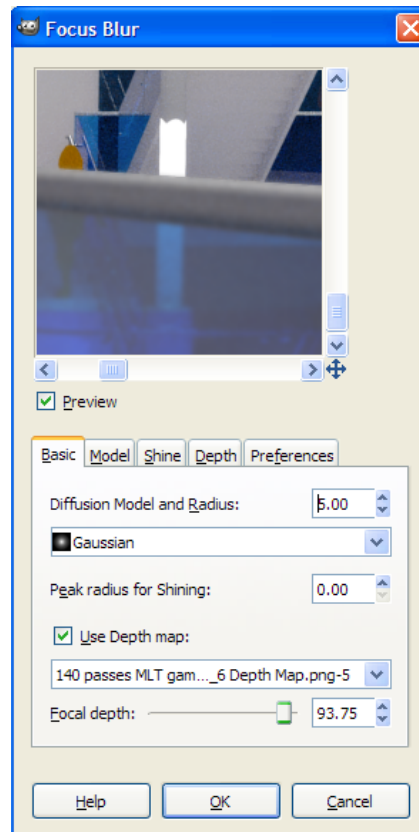 Focus Blur
Preview
Basic Model Shine Depth Preferences
Diffusion Model and Radius: 5.00
Gaussian
Peak radius for Shining: 0.00
Use Depth map:
140 passes MLT gam..._6 Depth Map.png-5
Focal depth: 93.75
Help OK Cancel